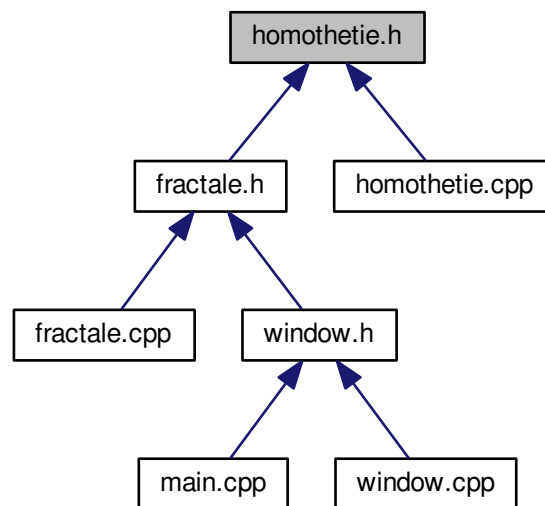 homothetie.h
fractale.h
homothetie.cpp
fractale.cpp
window.h
main.cpp
window.cpp